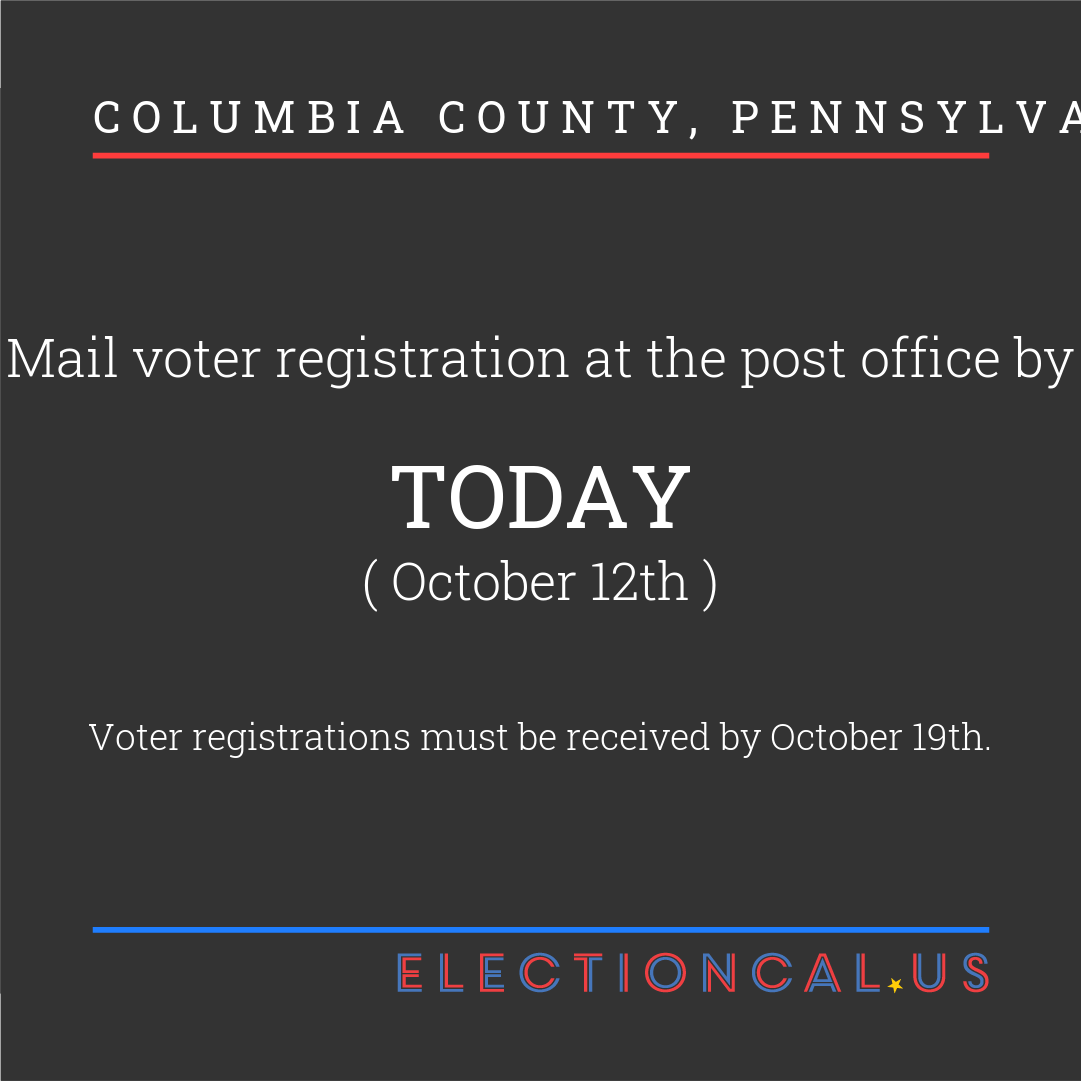 COLUMBIA COUNTY, PENNSYLVA
Mail voter registration at the post office by
TODAY
( October 12th )
Voter registrations must be received by October 19th.
ELECTIONCAL.US